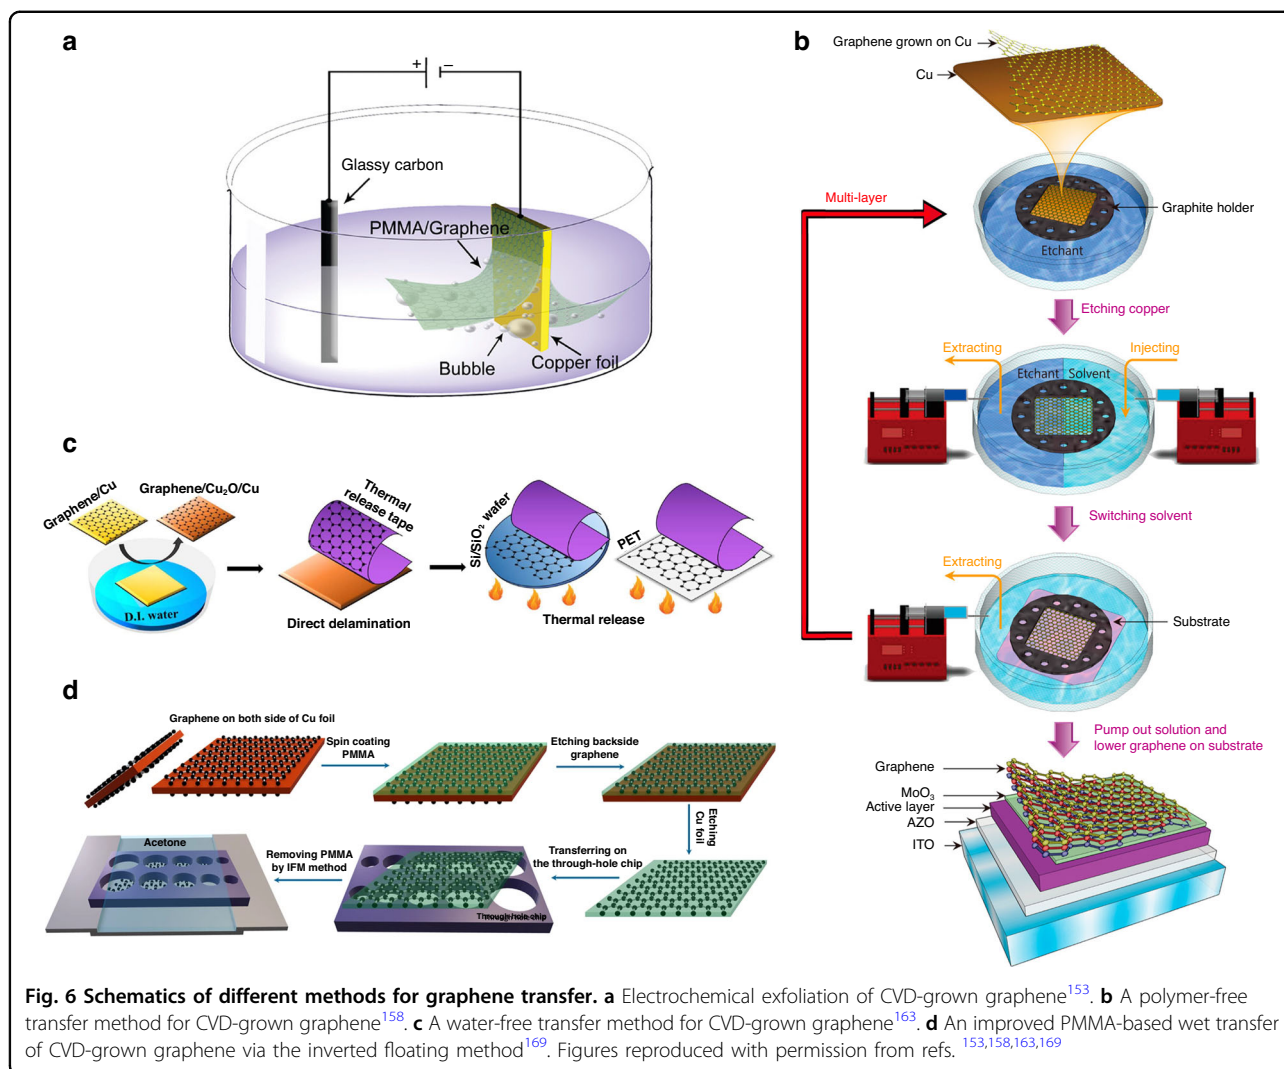 a
+
−
Glassy carbon
PMMA/Graphene
Bubble
Copper foil
b
Graphene grown on Cu
Cu
Multi-layer
Graphite holder
Etchant
Etching copper
Extracting
Injecting
Etchant
Solvent
Switching solvent
Extracting
Substrate
Pump out solution and
lower graphene on substrate
Graphene
MoO₃
Active layer
AZO
ITO
c
Graphene/Cu
Graphene/Cu₂O/Cu
D.I. water
Thermal
release tape
Direct delamination
Si/SiO₂ wafer
PET
Thermal release
d
Graphene on both side of Cu foil
Spin coating
PMMA
Etching backside
graphene
Etching
Cu foil
Transferring on
the through-hole chip
Through-hole chip
Removing PMMA
by IFM method
Acetone
Fig. 6 Schematics of different methods for graphene transfer. a Electrochemical exfoliation of CVD-grown graphene¹⁵³. b A polymer-free
transfer method for CVD-grown graphene¹⁵⁸. c A water-free transfer method for CVD-grown graphene¹⁶³. d An improved PMMA-based wet transfer
of CVD-grown graphene via the inverted floating method¹⁶⁹. Figures reproduced with permission from refs. ¹⁵³,¹⁵⁸,¹⁶³,¹⁶⁹